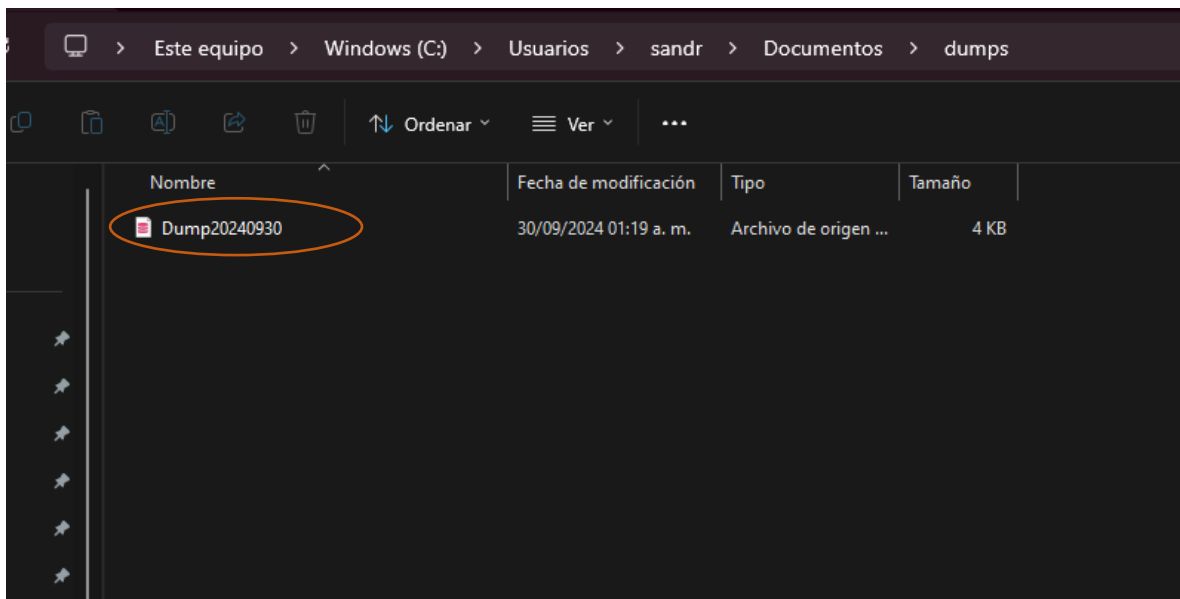 Este equipo > Windows (C:) > Usuarios > sandr > Documentos > dumps
Ordenar Ver ...
Nombre Fecha de modificación Tipo Tamaño
Dump20240930 30/09/2024 01:19 a. m. Archivo de origen ... 4 KB